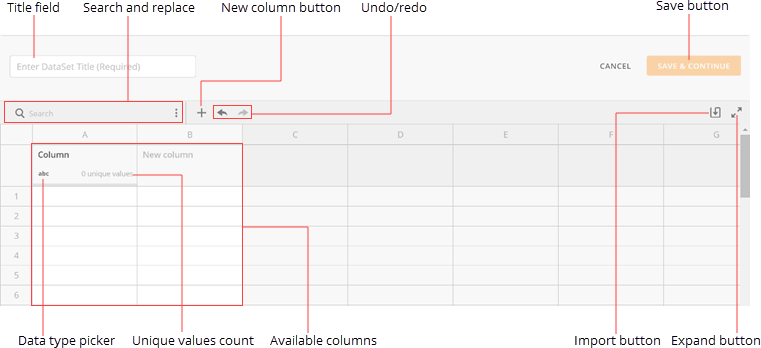 Title field Search and replace New column button Undo/redo Save button
Enter DataSet Title (Required) CANCEL SAVE & CONTINUE
Search
A B C D E F G
Column New column
abc 0 unique values
1
2
3
4
5
6
Data type picker Unique values count Available columns Import button Expand button